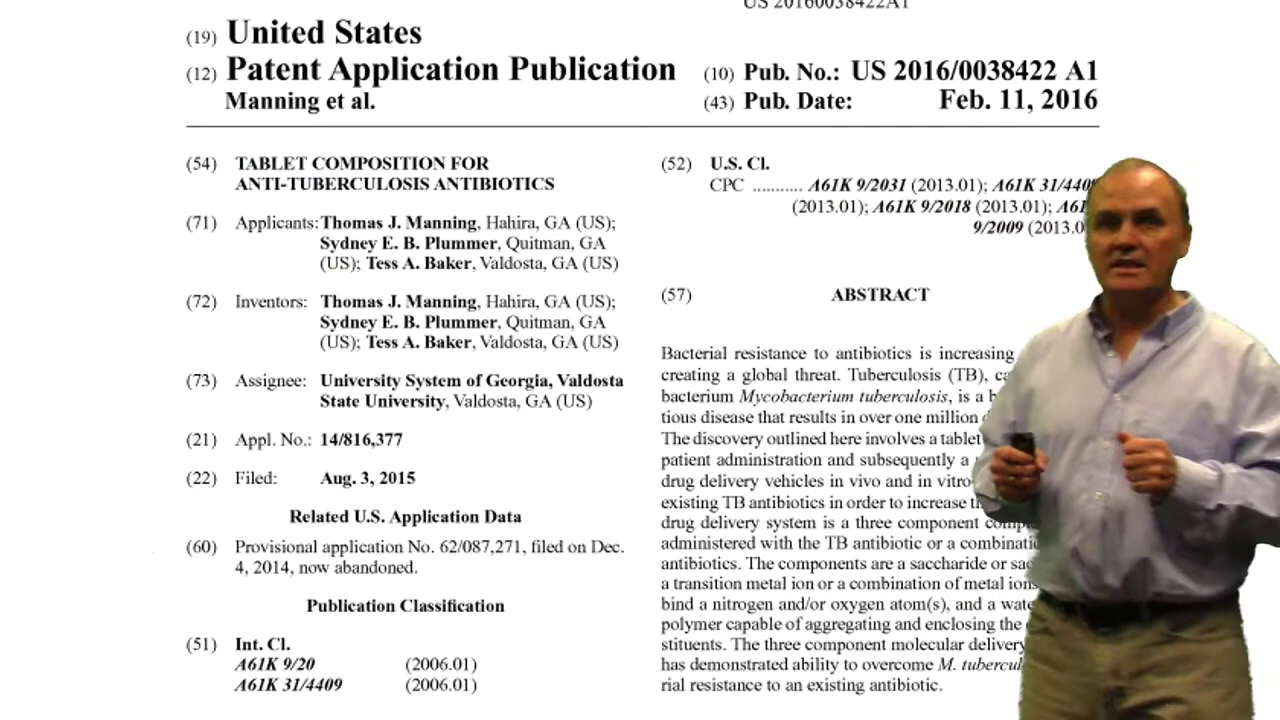 US 20160038422A1
(19) United States
(12) Patent Application Publication
Manning et al.
(10) Pub. No.: US 2016/0038422 A1
(43) Pub. Date: Feb. 11, 2016
(54) TABLET COMPOSITION FOR
ANTI-TUBERCULOSIS ANTIBIOTICS
(71) Applicants: Thomas J. Manning, Hahira, GA (US);
Sydney E. B. Plummer, Quitman, GA
(US); Tess A. Baker, Valdosta, GA (US)
(72) Inventors: Thomas J. Manning, Hahira, GA (US);
Sydney E. B. Plummer, Quitman, GA
(US); Tess A. Baker, Valdosta, GA (US)
(73) Assignee: University System of Georgia, Valdosta
State University, Valdosta, GA (US)
(21) Appl. No.: 14/816,377
(22) Filed: Aug. 3, 2015
Related U.S. Application Data
(60) Provisional application No. 62/087,271, filed on Dec.
4, 2014, now abandoned.
Publication Classification
(51) Int. Cl.
A61K 9/20 (2006.01)
A61K 31/4409 (2006.01)
(52) U.S. Cl.
CPC ........... A61K 9/2031 (2013.01); A61K
(2013.01); A61K 9/2018 (2013.01);
9/2009
(57) ABSTRACT
Bacterial resistance to antibiotics is increasing
creating a global threat. Tuberculosis (TB),
bacterium Mycobacterium tuberculosis, is a
tious disease that results in over one million
The discovery outlined here involves a tablet
patient administration and subsequently a
drug delivery vehicles in vivo and in vitro
existing TB antibiotics in order to increase
drug delivery system is a three component
administered with the TB antibiotic or a
antibiotics. The components are a saccharide or
a transition metal ion or a combination of metal
bind a nitrogen and/or oxygen atom(s), and a
polymer capable of aggregating and enclosing the
stituents. The three component molecular delivery
has demonstrated ability to overcome M.
rial resistance to an existing antibiotic.